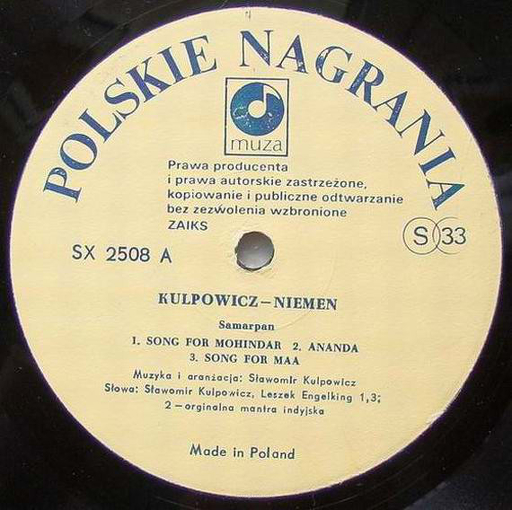 POLSKIE NAGRANIA
muza
Prawa producenta
i prawa autorskie zastrzeżone,
kopiowanie i publiczne odtwarzanie
bez zezwolenia wzbronione
ZAIKS
SX 2508 A
S 33
KULPOWICZ—NIEMEN
Samarpan
1. SONG FOR MOHINDAR 2. ANANDA
3. SONG FOR MAA
Muzyka i aranżacja: Sławomir Kulpowicz
Słowa: Sławomir Kulpowicz, Leszek Engelking 1,3;
2—orginalna mantra indyjska
Made in Poland